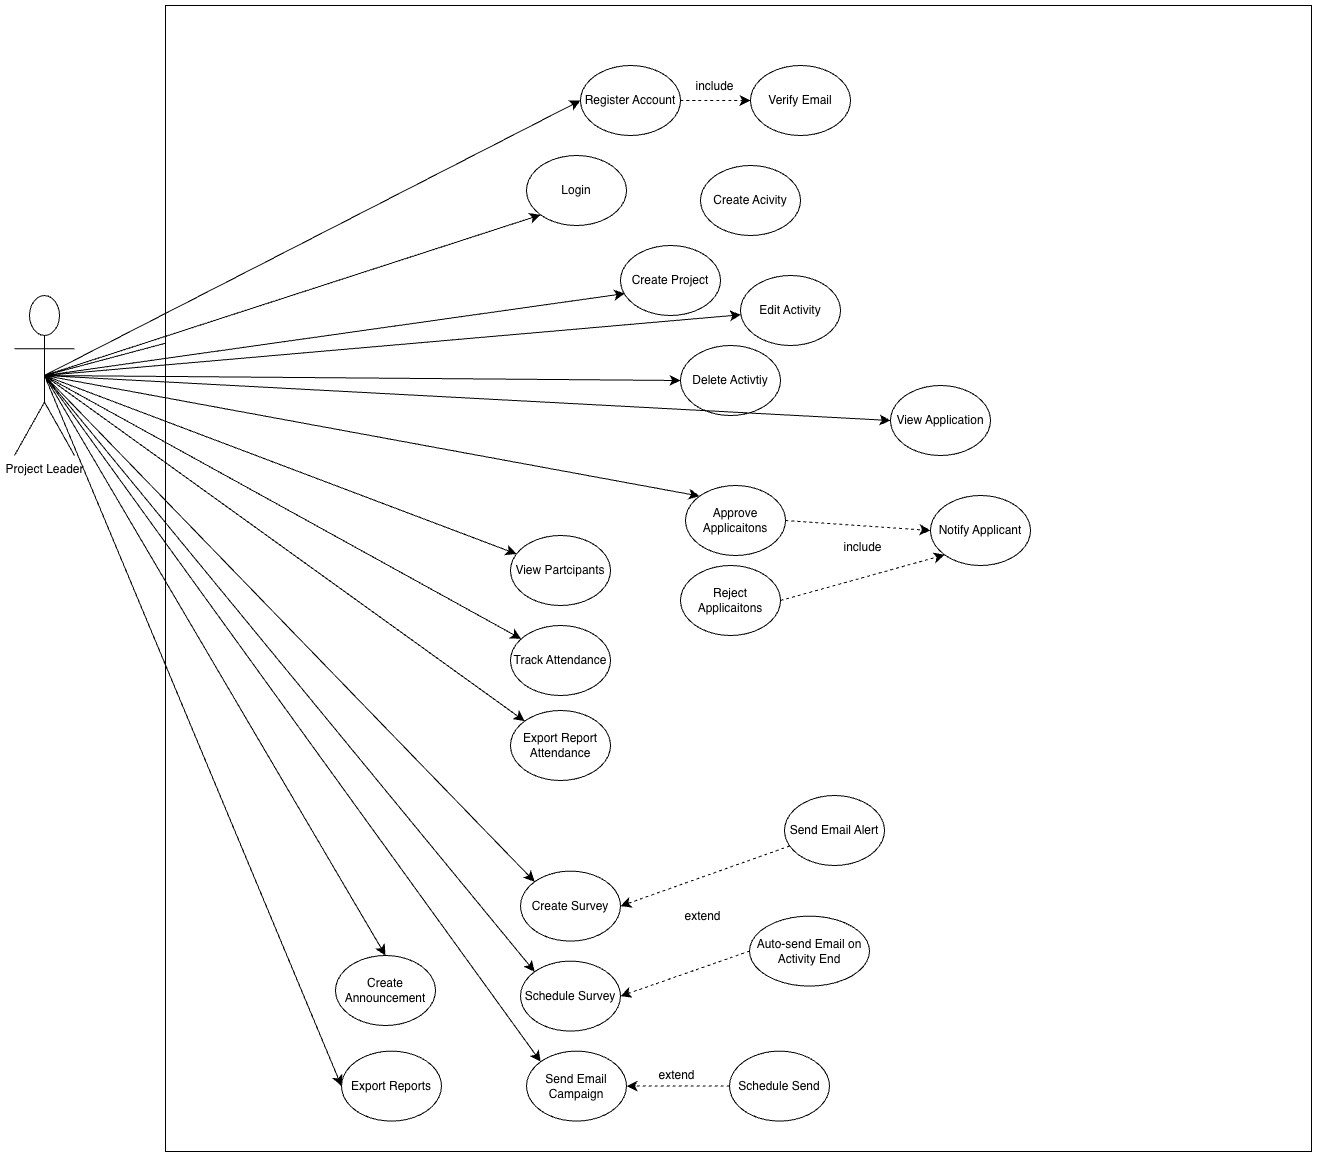 Register Account
include
Verify Email
Login
Create Acivity
Create Project
Edit Activity
Delete Activtiy
View Application
Project Leader
Approve
Applicaitons
Notify Applicant
include
View Partcipants
Reject
Applicaitons
Track Attendance
Export Report
Attendance
Send Email Alert
Create Survey
extend
Auto-send Email on
Activity End
Create
Announcement
Schedule Survey
Export Reports
Send Email
Campaign
extend
Schedule Send